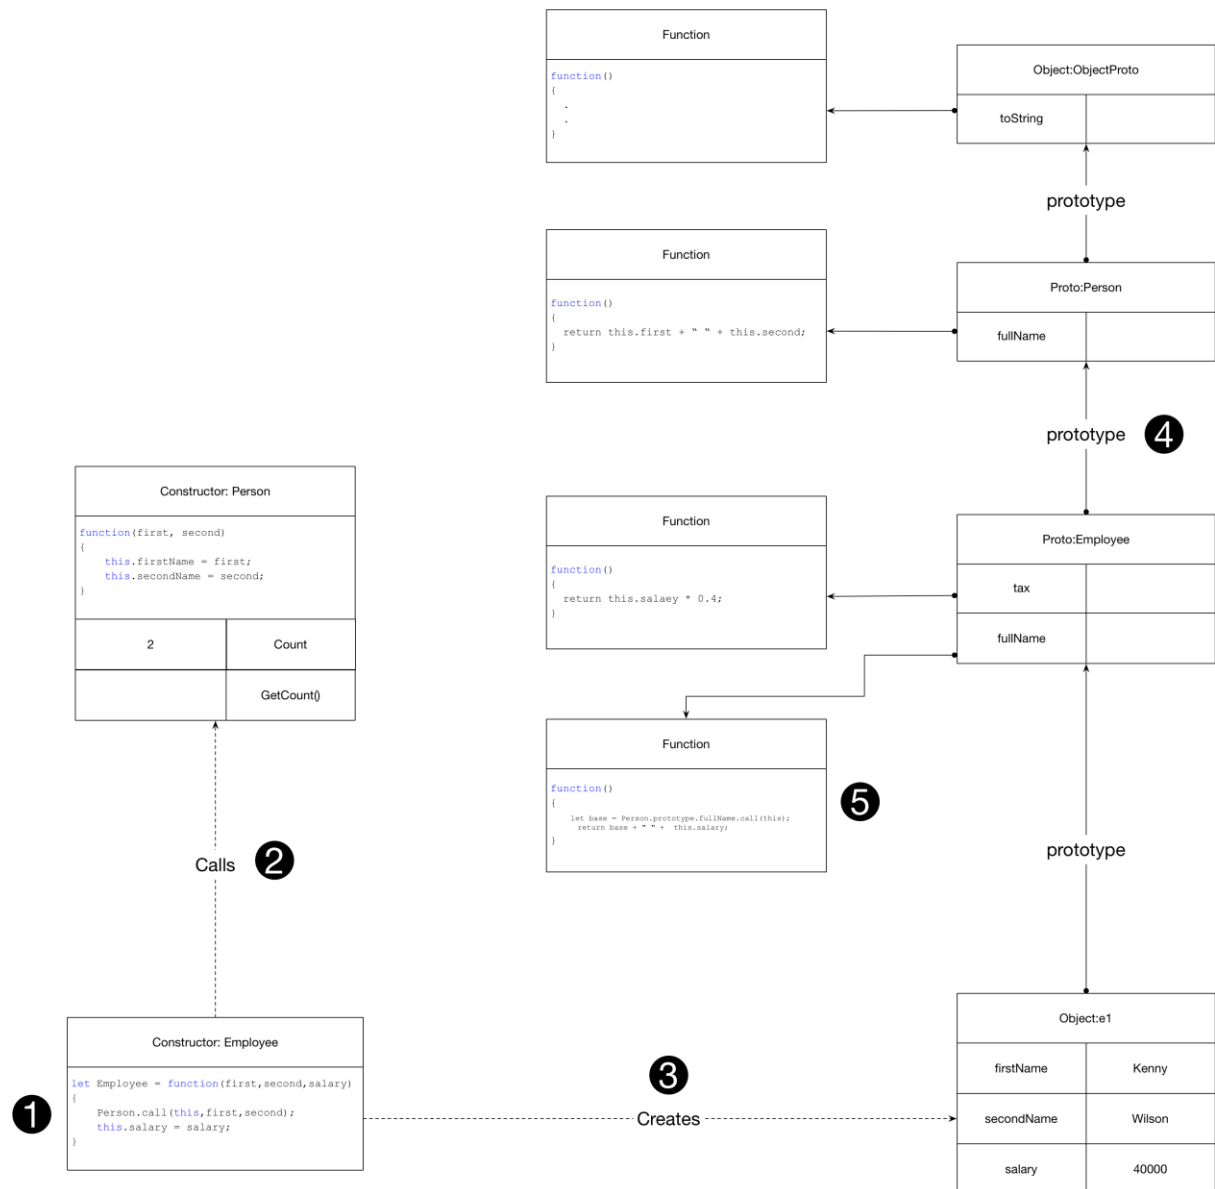 Function
function()
{
.
.
}
Object:ObjectProto
toString
prototype
Function
function()
{
return this.first + “ “ + this.second;
}
Proto:Person
fullName
prototype
4
Constructor: Person
function(first, second)
{
this.firstName = first;
this.secondName = second;
}
2 Count
GetCount()
Function
function()
{
return this.salaey * 0.4;
}
Proto:Employee
tax
fullName
Function
function()
{
let base = Person.prototype.fullName.call(this);
return base + " " + this.salary;
}
5
Calls
2
prototype
Constructor: Employee
let Employee = function(first,second,salary)
{
Person.call(this,first,second);
this.salary = salary;
}
1
3
Creates
Object:e1
firstName Kenny
secondName Wilson
salary 40000